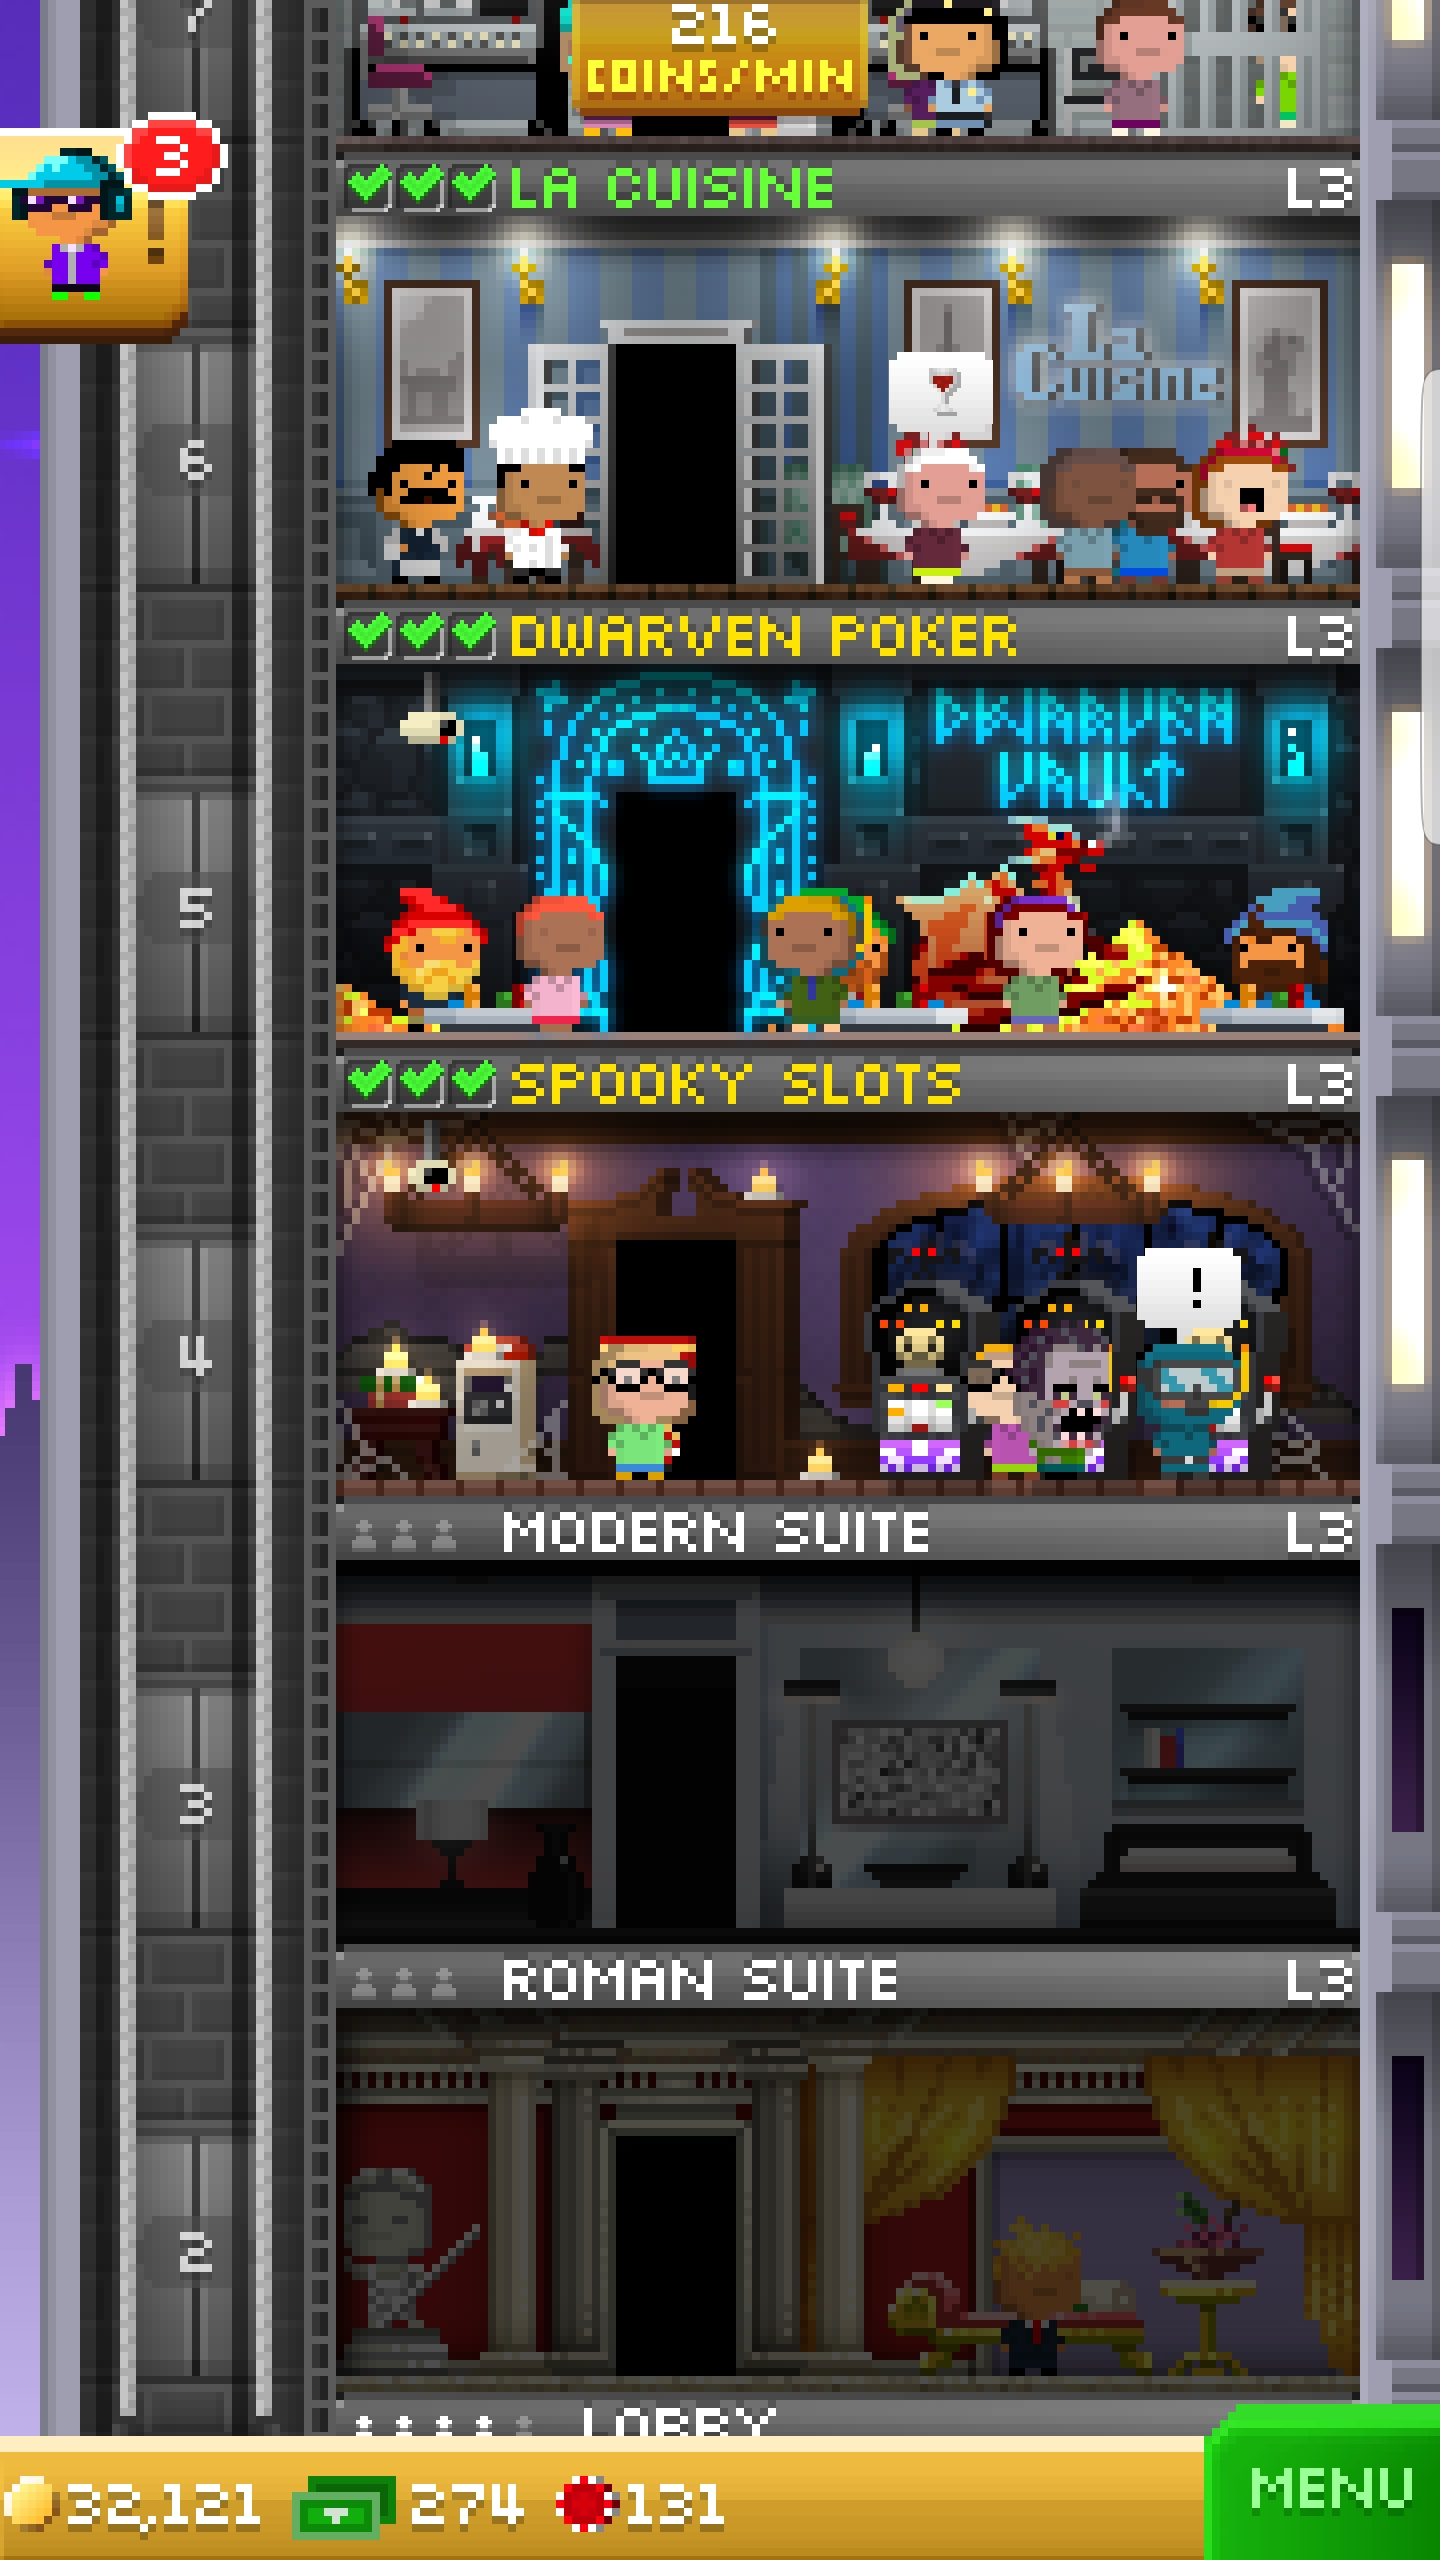 216
COINS/MIN
3
!
LA CUISINE L3
La
Cuisine
6
DWARVEN POKER L3
DWARVEN
VAULT
5
SPOOKY SLOTS L3
!
4
MODERN SUITE L3
3
ROMAN SUITE L3
2
LOBBY
32,121 274 131
MENU